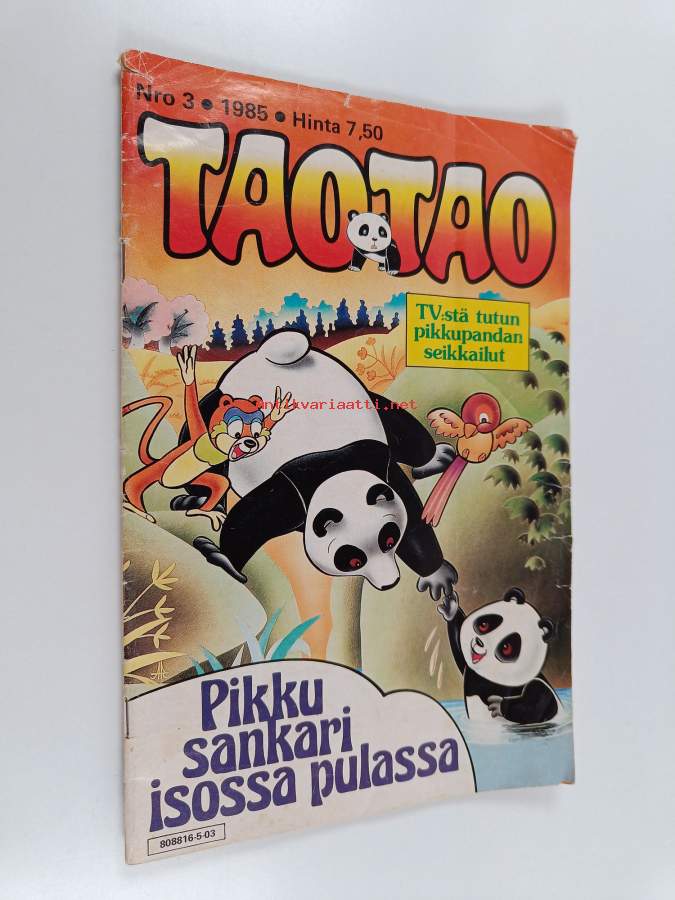 Nro 3 • 1985 • Hinta 7,50
TAOTAO
TV:stä tutun
pikkupandan
seikkailut
antikvariaatti.net
Pikku
sankari
isossa pulassa
808816-5-03